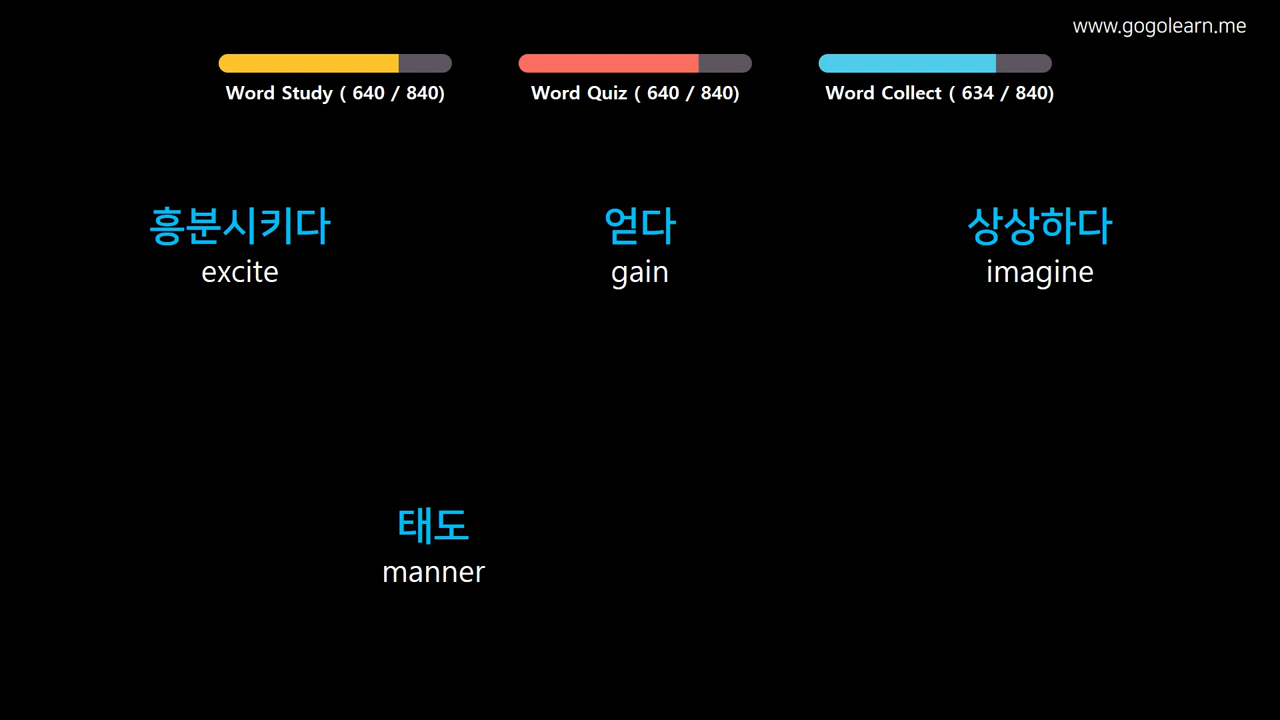 www.gogolearn.me
Word Study ( 640 / 840)
Word Quiz ( 640 / 840)
Word Collect ( 634 / 840)
흥분시키다
excite
얻다
gain
상상하다
imagine
태도
manner